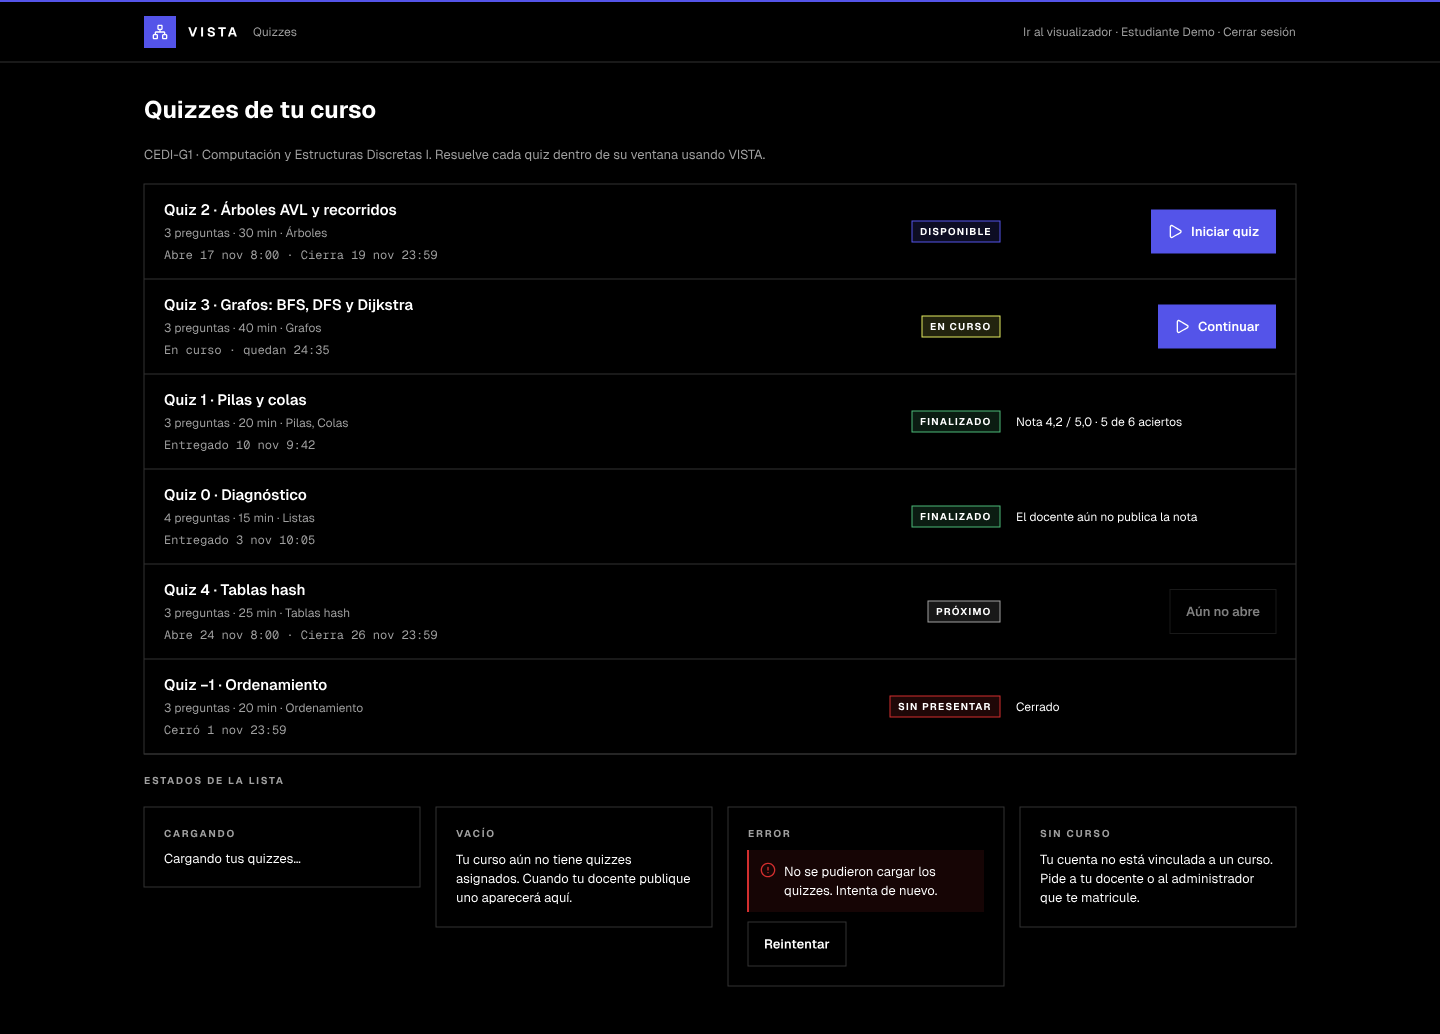 VISTA Quizzes
Ir al visualizador · Estudiante Demo · Cerrar sesión
Quizzes de tu curso
CEDI-G1 · Computación y Estructuras Discretas I. Resuelve cada quiz dentro de su ventana usando VISTA.
Quiz 2 · Árboles AVL y recorridos
3 preguntas · 30 min · Árboles
Abre 17 nov 8:00 · Cierra 19 nov 23:59
DISPONIBLE
Iniciar quiz
Quiz 3 · Grafos: BFS, DFS y Dijkstra
3 preguntas · 40 min · Grafos
En curso · quedan 24:35
EN CURSO
Continuar
Quiz 1 · Pilas y colas
3 preguntas · 20 min · Pilas, Colas
Entregado 10 nov 9:42
FINALIZADO
Nota 4,2 / 5,0 · 5 de 6 aciertos
Quiz 0 · Diagnóstico
4 preguntas · 15 min · Listas
Entregado 3 nov 10:05
FINALIZADO
El docente aún no publica la nota
Quiz 4 · Tablas hash
3 preguntas · 25 min · Tablas hash
Abre 24 nov 8:00 · Cierra 26 nov 23:59
PRÓXIMO
Aún no abre
Quiz −1 · Ordenamiento
3 preguntas · 20 min · Ordenamiento
Cerró 1 nov 23:59
SIN PRESENTAR
Cerrado
ESTADOS DE LA LISTA
CARGANDO
Cargando tus quizzes…
VACÍO
Tu curso aún no tiene quizzes
asignados. Cuando tu docente publique
uno aparecerá aquí.
ERROR
No se pudieron cargar los
quizzes. Intenta de nuevo.
Reintentar
SIN CURSO
Tu cuenta no está vinculada a un curso.
Pide a tu docente o al administrador
que te matricule.